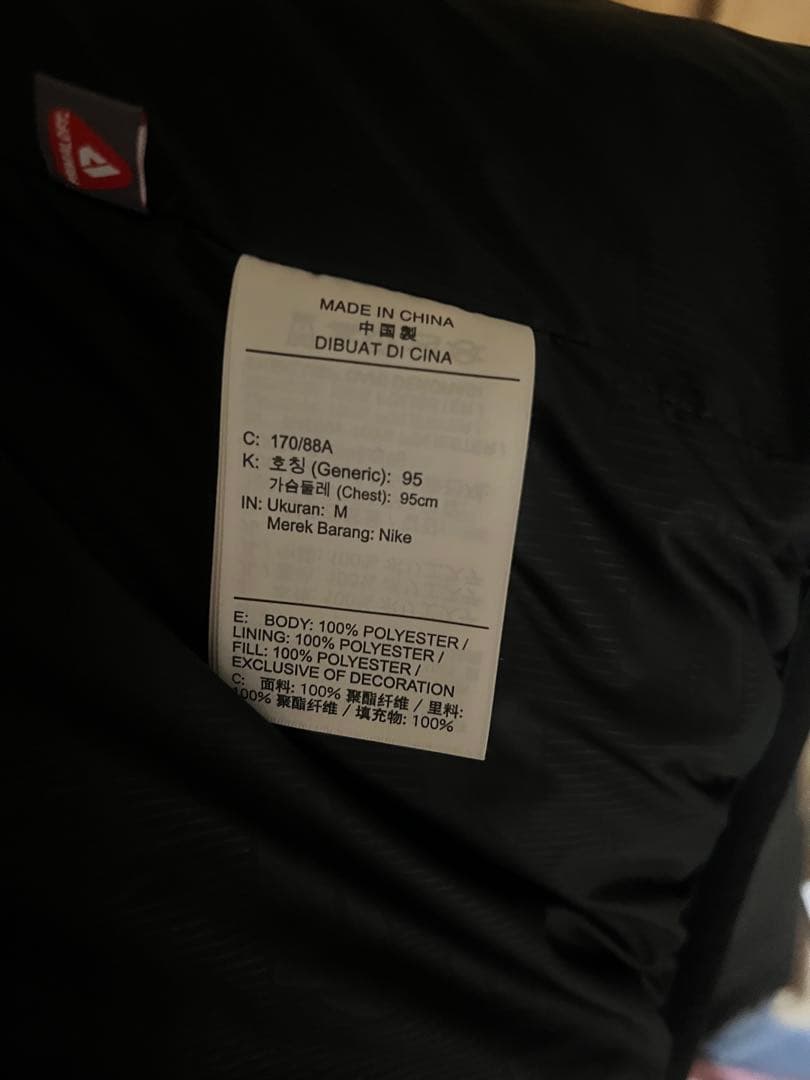 PRIMALOFT
MADE IN CHINA
中国製
DIBUAT DI CINA
C: 170/88A
K: 호칭 (Generic): 95
가슴둘레 (Chest): 95cm
IN: Ukuran: M
Merek Barang: Nike
E: BODY: 100% POLYESTER /
LINING: 100% POLYESTER /
FILL: 100% POLYESTER /
EXCLUSIVE OF DECORATION
C: 面料: 100% 聚酯纤维 / 里料:
100% 聚酯纤维 / 填充物: 100%